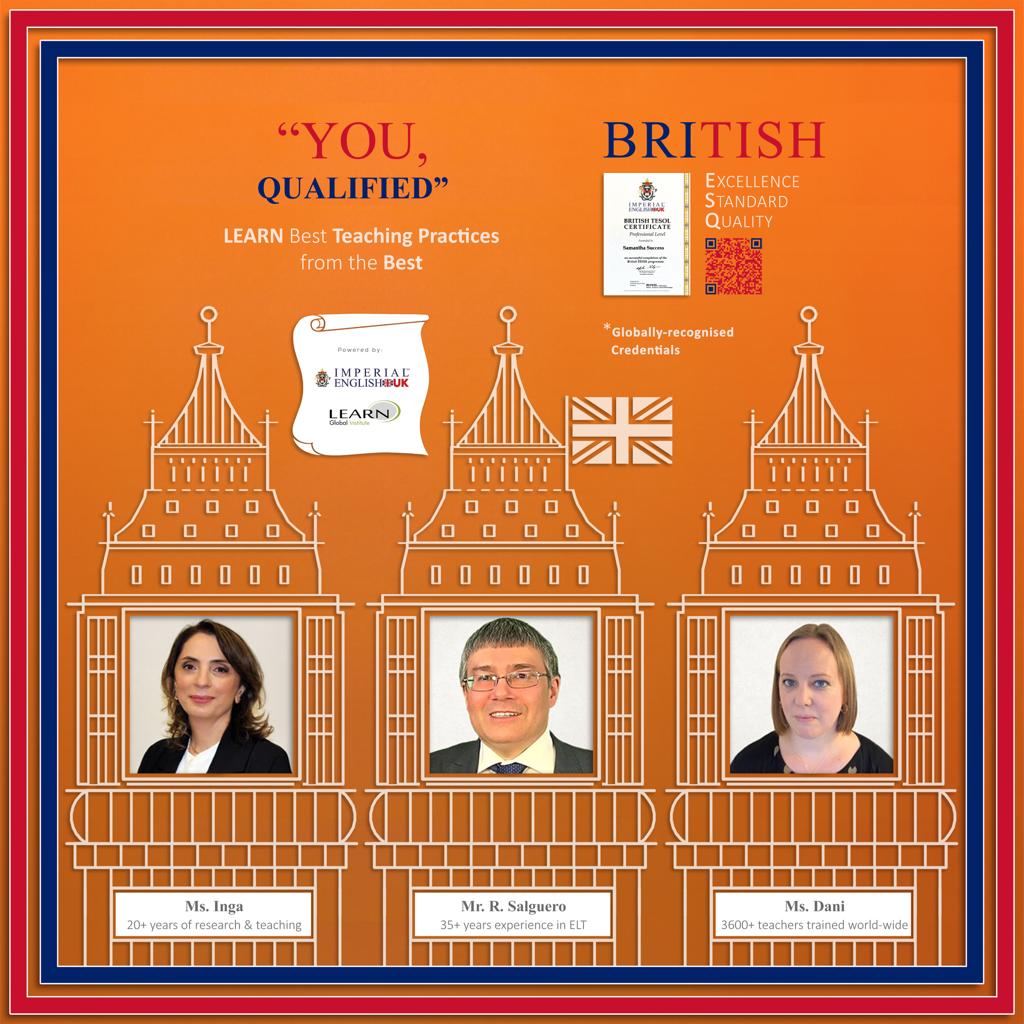 “YOU,
QUALIFIED”
LEARN Best Teaching Practices
from the Best
BRITISH
EXCELLENCE
STANDARD
QUALITY
IMPERIAL
ENGLISH UK
BRITISH TESOL
CERTIFICATE
Professional Level
Samantha Success
*Globally-recognised
Credentials
Powered by:
IMPERIAL
ENGLISH UK
LEARN
Global Institute
Ms. Inga
20+ years of research & teaching
Mr. R. Salguero
35+ years experience in ELT
Ms. Dani
3600+ teachers trained world-wide